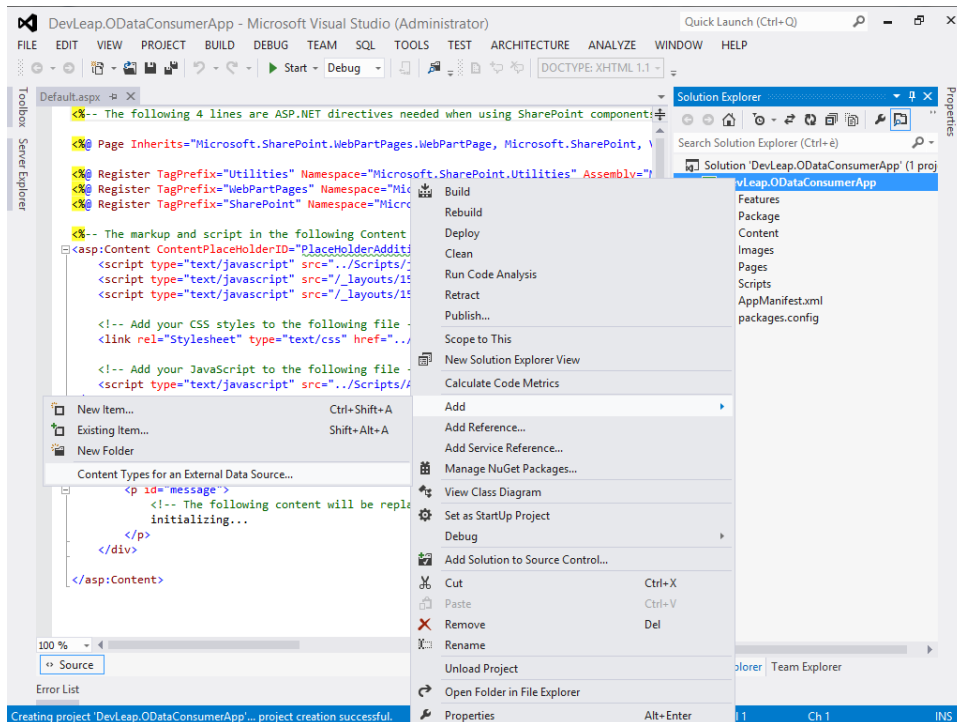 DevLeap.ODataConsumerApp - Microsoft Visual Studio (Administrator)
Quick Launch (Ctrl+Q)
FILE EDIT VIEW PROJECT BUILD DEBUG TEAM SQL TOOLS TEST ARCHITECTURE ANALYZE WINDOW HELP
Start Debug DOCTYPE: XHTML 1.1
Toolbox
Server Explorer
Default.aspx
<%-- The following 4 lines are ASP.NET directives needed when using SharePoint components
<%@ Page Inherits="Microsoft.SharePoint.WebPartPages.WebPartPage, Microsoft.SharePoint,
<%@ Register TagPrefix="Utilities" Namespace="Microsoft.SharePoint.Utilities" Assembly="
<%@ Register TagPrefix="WebPartPages" Namespace="Mic
<%@ Register TagPrefix="SharePoint" Namespace="Micro
<%-- The markup and script in the following Content
<asp:Content ContentPlaceHolderID="PlaceHolderAdditi
<script type="text/javascript" src="../Scripts/j
<script type="text/javascript" src="/_layouts/15
<script type="text/javascript" src="/_layouts/15
<!-- Add your CSS styles to the following file -
<link rel="Stylesheet" type="text/css" href="../
<!-- Add your JavaScript to the following file -
<script type="text/javascript" src="../Scripts/A
New Item... Ctrl+Shift+A
Existing Item... Shift+Alt+A
New Folder
Content Types for an External Data Source...
<p id="message">
<!-- The following content will be repla
initializing...
</p>
</div>
</asp:Content>
100 %
Source
Error List
Creating project 'DevLeap.ODataConsumerApp'... project creation successful.
Build
Rebuild
Deploy
Clean
Run Code Analysis
Retract
Publish...
Scope to This
New Solution Explorer View
Calculate Code Metrics
Add
Add Reference...
Add Service Reference...
Manage NuGet Packages...
View Class Diagram
Set as StartUp Project
Debug
Add Solution to Source Control...
Cut Ctrl+X
Paste Ctrl+V
Remove Del
Rename
Unload Project
Open Folder in File Explorer
Properties Alt+Enter
Solution Explorer
Search Solution Explorer (Ctrl+è)
Solution 'DevLeap.ODataConsumerApp' (1 proj
vLeap.ODataConsumerApp
Features
Package
Content
Images
Pages
Scripts
AppManifest.xml
packages.config
plorer Team Explorer
Properties
l 1 Ch 1 INS